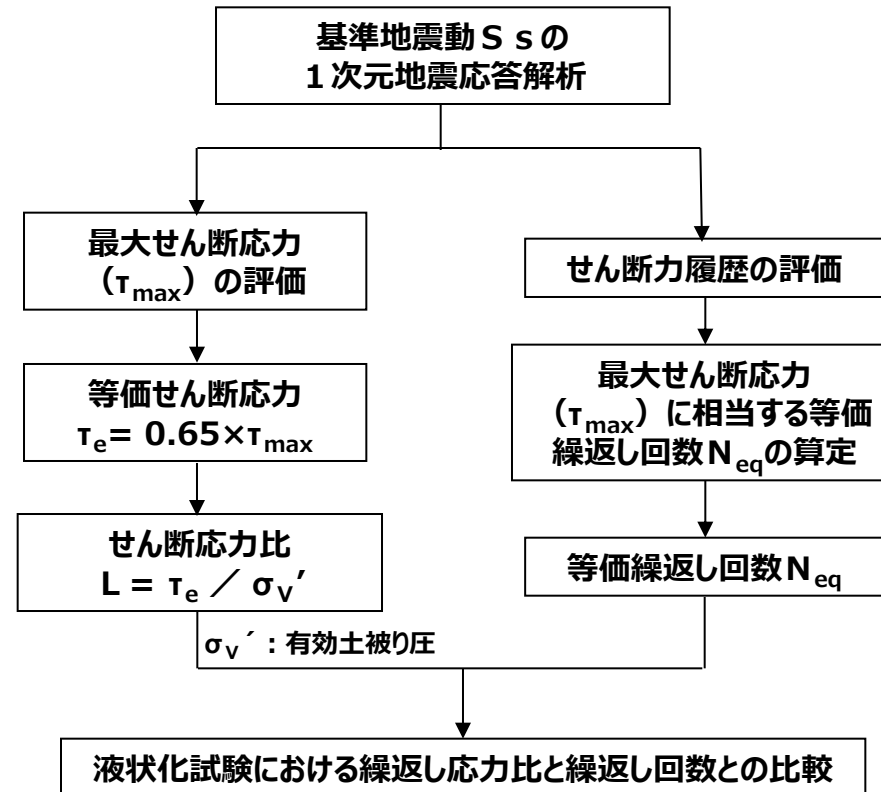 基準地震動Ｓｓの
１次元地震応答解析
最大せん断応力
（τmax）の評価
等価せん断応力
τe= 0.65×τmax
せん断応力比
L = τe ／ σV’
σV´：有効土被り圧
せん断力履歴の評価
最大せん断応力
（τmax）に相当する等価
繰返し回数Ｎeqの算定
等価繰返し回数Ｎeq
液状化試験における繰返し応力比と繰返し回数との比較